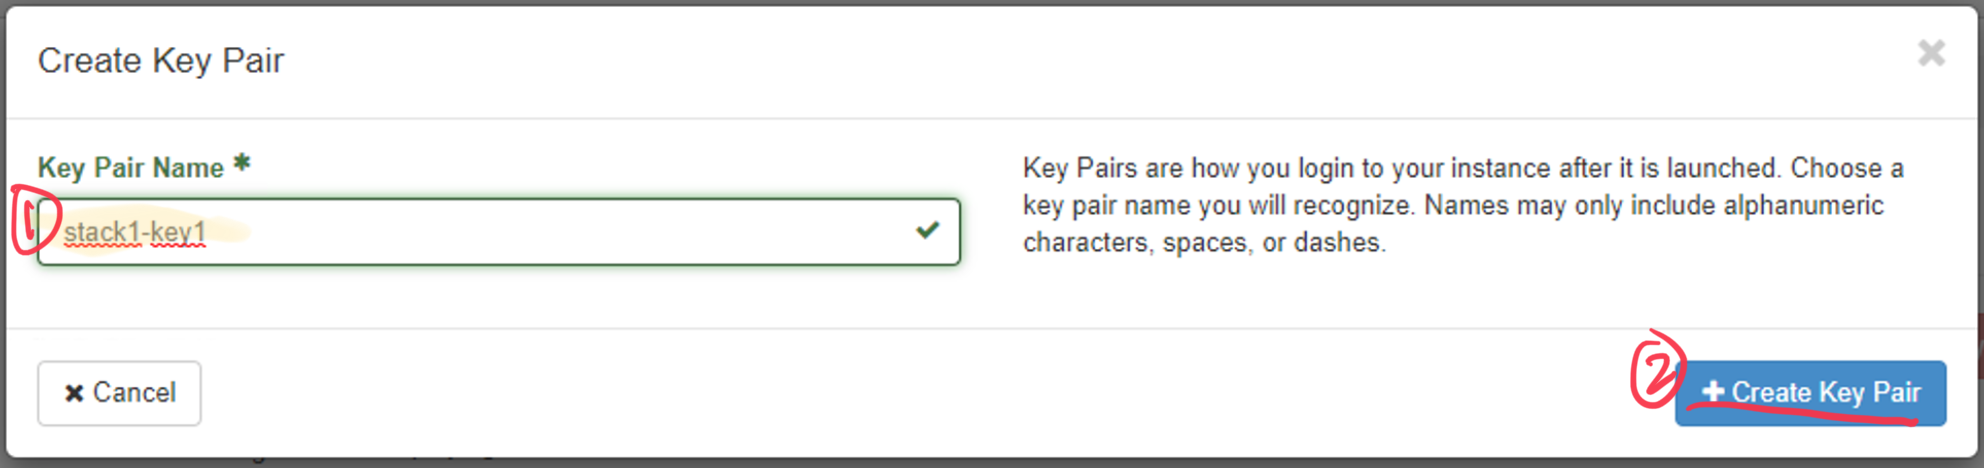 Create Key Pair
Key Pair Name *
1
stack1-key1
Key Pairs are how you login to your instance after it is launched. Choose a
key pair name you will recognize. Names may only include alphanumeric
characters, spaces, or dashes.
Cancel
2
Create Key Pair